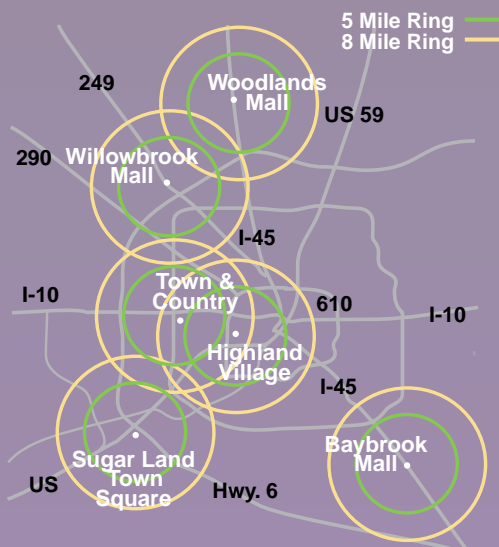 5 Mile Ring
8 Mile Ring
249
Woodlands
Mall
US 59
290
Willowbrook
Mall
I-45
Town &
Country
I-10
610
I-10
Highland
Village
I-45
Baybrook
Mall
Sugar Land
Town
Square
US
Hwy. 6